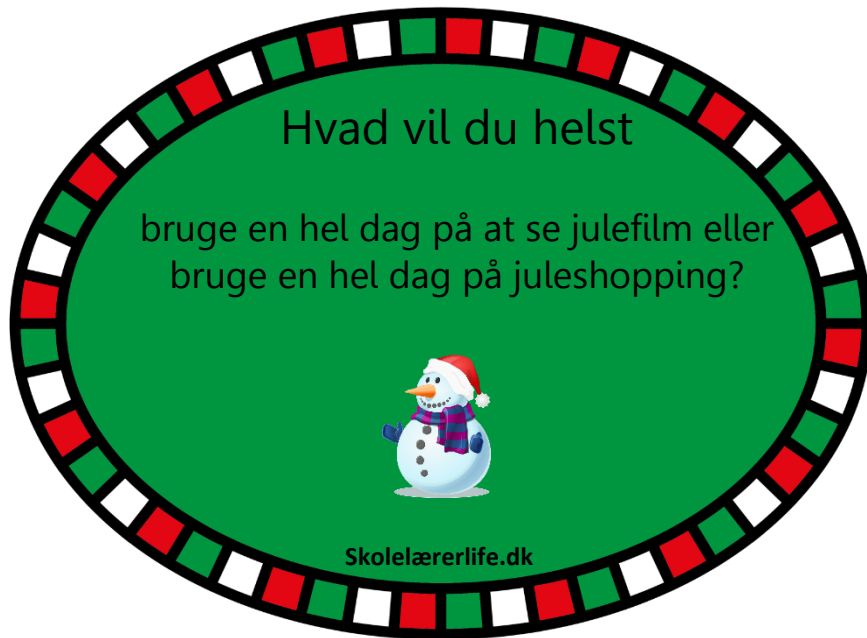 Hvad vil du helst
bruge en hel dag på at se julefilm eller
bruge en hel dag på juleshopping?
Skolelærerlife.dk